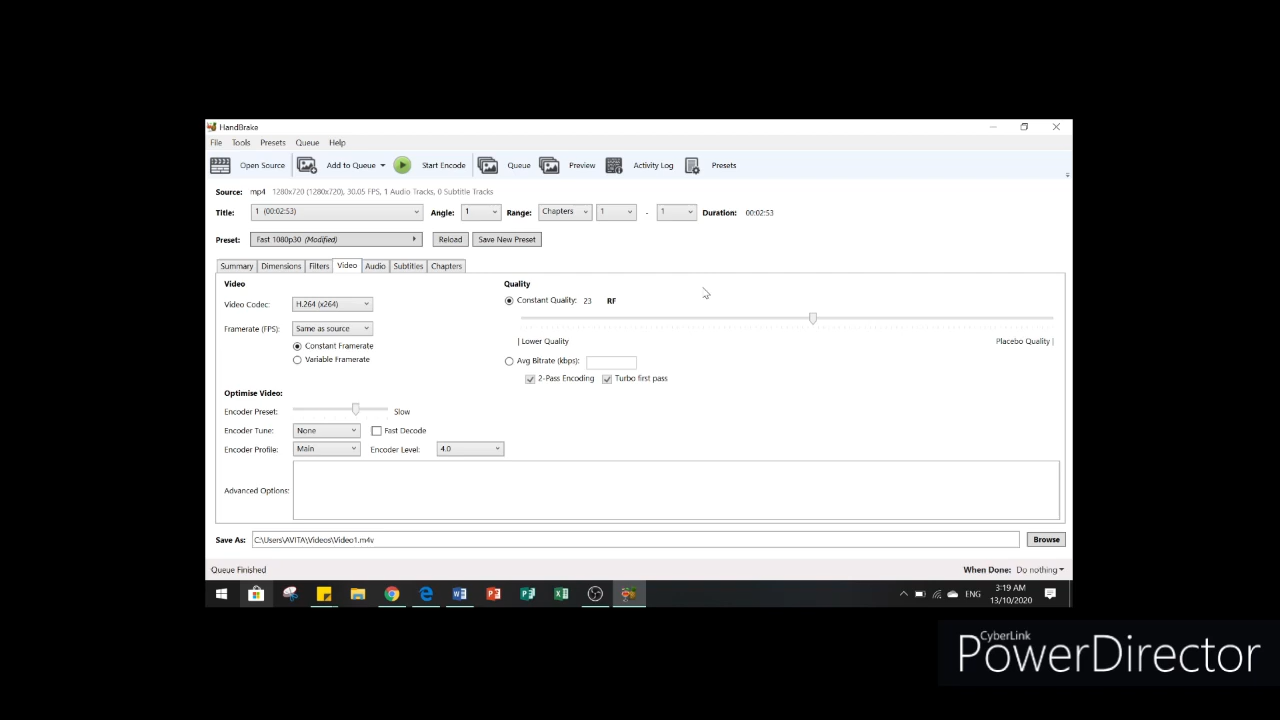 HandBrake
File Tools Presets Queue Help
Open Source Add to Queue Start Encode Queue Preview Activity Log Presets
Source: mp4 1280x720 (1280x720), 30.05 FPS, 1 Audio Tracks, 0 Subtitle Tracks
Title: 1 (00:02:53) Angle: 1 Range: Chapters 1 - 1 Duration: 00:02:53
Preset: Fast 1080p30 (Modified) Reload Save New Preset
Summary Dimensions Filters Video Audio Subtitles Chapters
Video Quality
Video Codec: H.264 (x264) Constant Quality: 23 RF
Framerate (FPS): Same as source
Constant Framerate | Lower Quality Placebo Quality |
Variable Framerate Avg Bitrate (kbps):
2-Pass Encoding Turbo first pass
Optimise Video:
Encoder Preset: Slow
Encoder Tune: None Fast Decode
Encoder Profile: Main Encoder Level: 4.0
Advanced Options:
Save As: C:\Users\AVITA\Videos\Video1.m4v Browse
Queue Finished When Done: Do nothing
ENG 3:19 AM
13/10/2020
CyberLink
PowerDirector